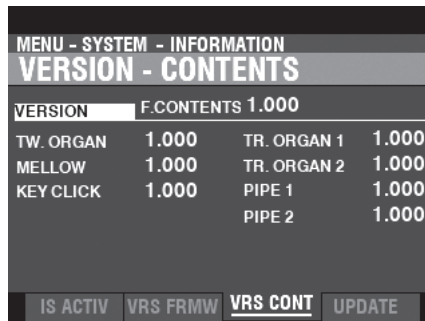 MENU - SYSTEM - INFORMATION
VERSION - CONTENTS
VERSION F.CONTENTS 1.000
TW. ORGAN 1.000 TR. ORGAN 1 1.000
MELLOW 1.000 TR. ORGAN 2 1.000
KEY CLICK 1.000 PIPE 1 1.000
PIPE 2 1.000
IS ACTIV VRS FRMW VRS CONT UPDATE